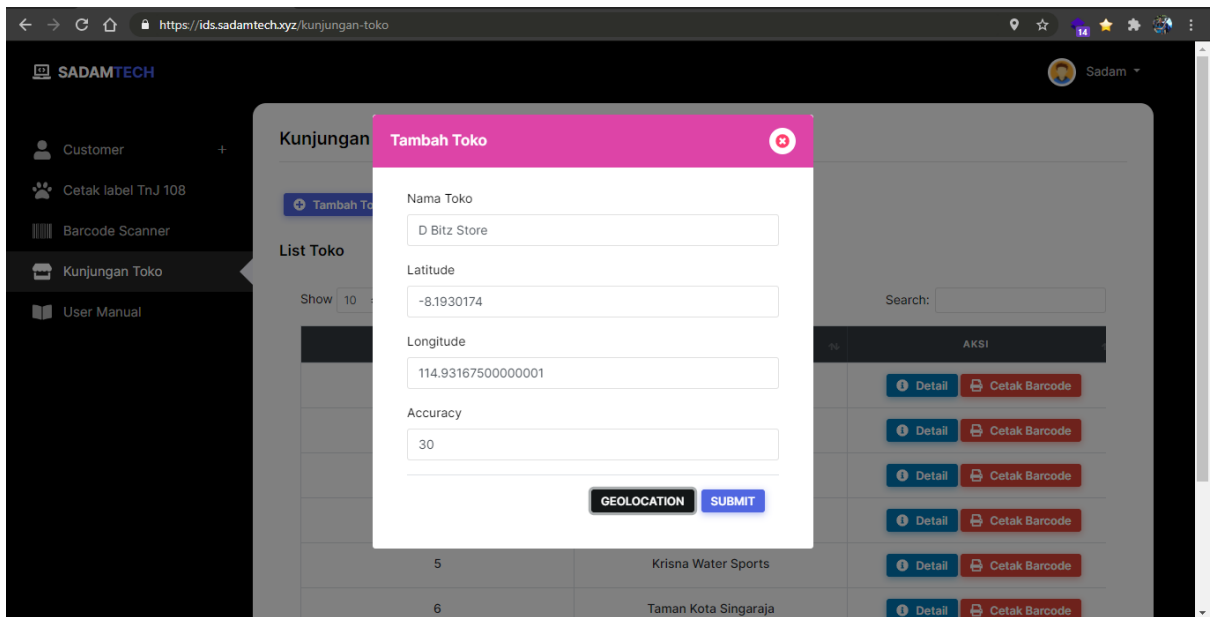 https://ids.sadamtech.xyz/kunjungan-toko
14
SADAMTECH
Sadam
Customer
Cetak label TnJ 108
Barcode Scanner
Kunjungan Toko
User Manual
Kunjungan
Tambah To
List Toko
Show 10
Search:
AKSI
Tambah Toko
Nama Toko
D Bitz Store
Latitude
-8.1930174
Longitude
114.93167500000001
Accuracy
30
GEOLOCATION SUBMIT
Detail Cetak Barcode
Detail Cetak Barcode
Detail Cetak Barcode
Detail Cetak Barcode
5 Krisna Water Sports Detail Cetak Barcode
6 Taman Kota Singaraja Detail Cetak Barcode